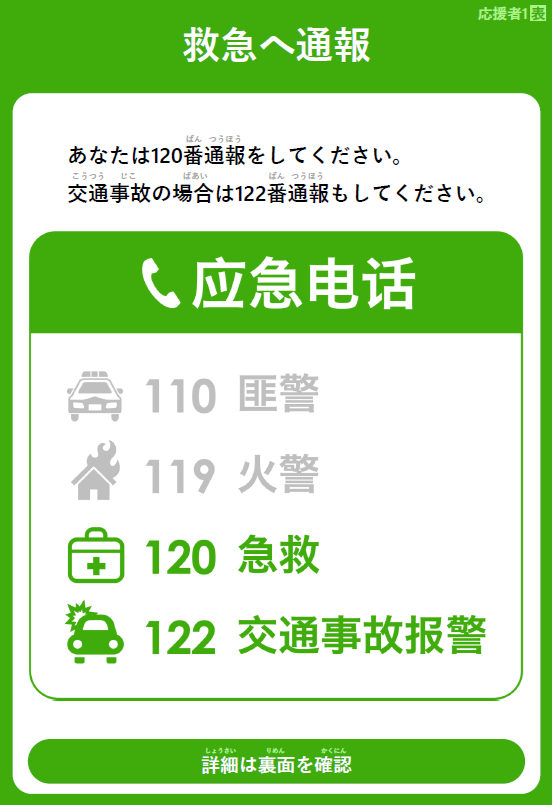 応援者1 表
救急へ通報
あなたは120番通報をしてください。
交通事故の場合は122番通報もしてください。
应急电话
110 匪警
119 火警
120 急救
122 交通事故报警
詳細は裏面を確認